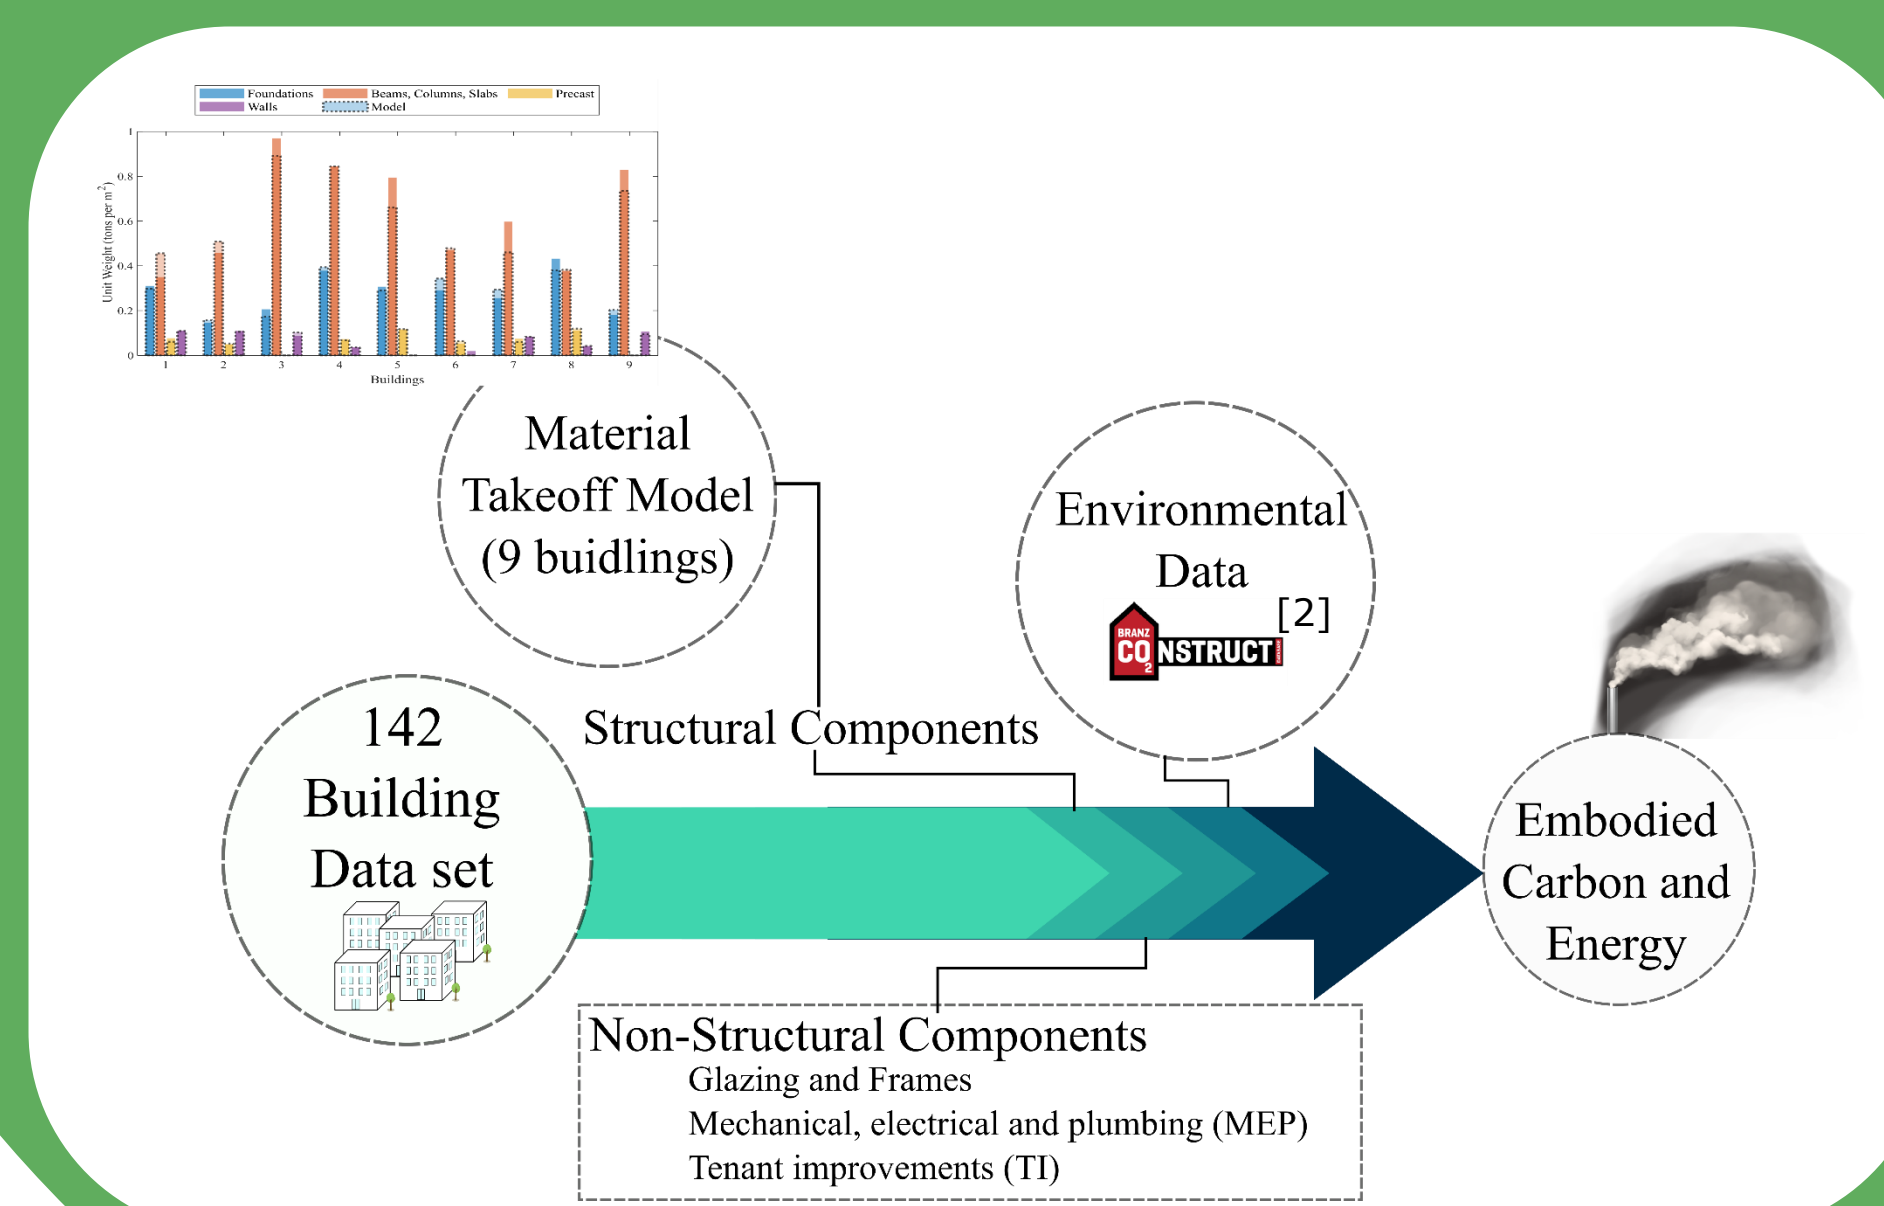 Foundations Beams, Columns, Slabs Precast
Walls Model
Unit Weight (tons per m²)
1
0.8
0.6
0.4
0.2
0
1 2 3 4 5 6 7 8 9
Buildings
Material
Takeoff Model
(9 buidlings)
Environmental
Data
[2]
BRANZ
CO2NSTRUCT
Structural Components
142
Building
Data set
Embodied
Carbon and
Energy
Non-Structural Components
Glazing and Frames
Mechanical, electrical and plumbing (MEP)
Tenant improvements (TI)